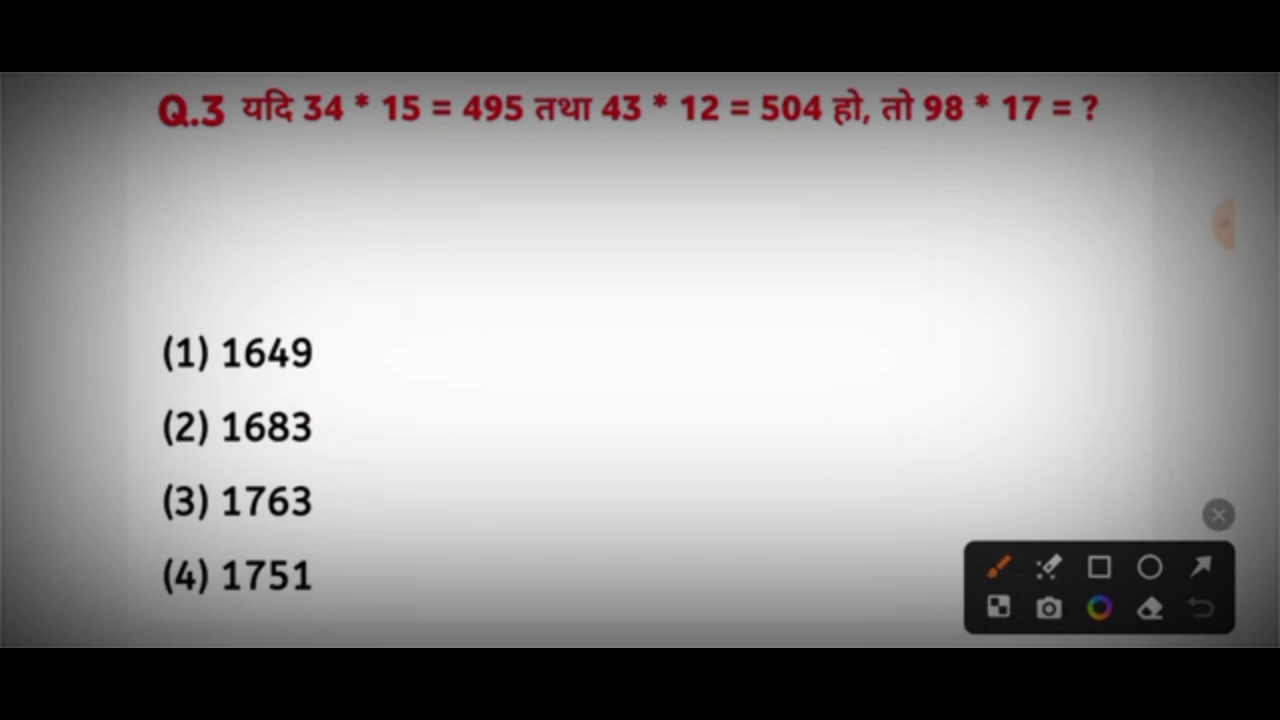 Q.3 यदि 34 * 15 = 495 तथा 43 * 12 = 504 हो, तो 98 * 17 = ?
(1) 1649
(2) 1683
(3) 1763
(4) 1751